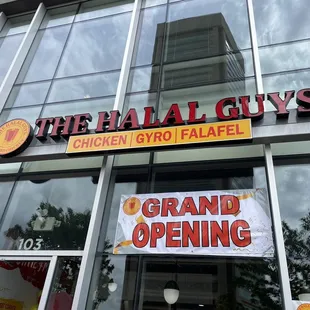 THE HALAL GUYS
CHICKEN | GYRO | FALAFEL
GRAND
OPENING
103